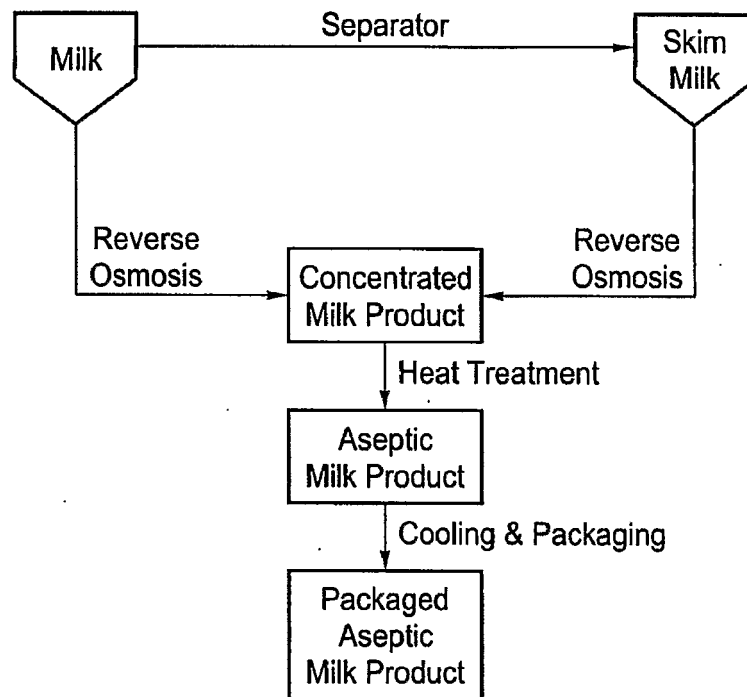 Separator
Milk
Skim
Milk
Reverse
Osmosis
Reverse
Osmosis
Concentrated
Milk Product
Heat Treatment
Aseptic
Milk Product
Cooling & Packaging
Packaged
Aseptic
Milk Product